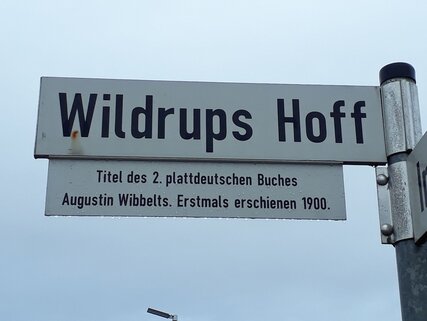 Wildrups Hoff
Titel des 2. plattdeutschen Buches
Augustin Wibbelts. Erstmals erschienen 1900.